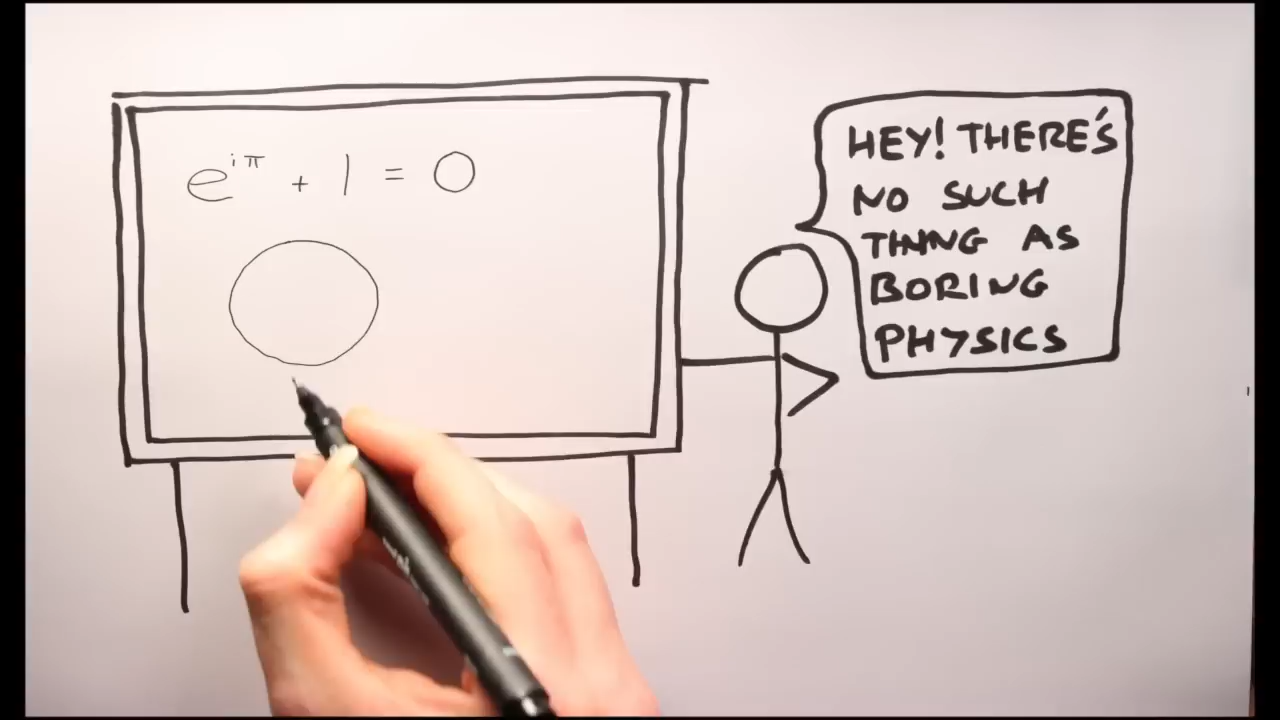 e^{iπ} + 1 = 0
HEY! THERE'S
NO SUCH
THING AS
BORING
PHYSICS